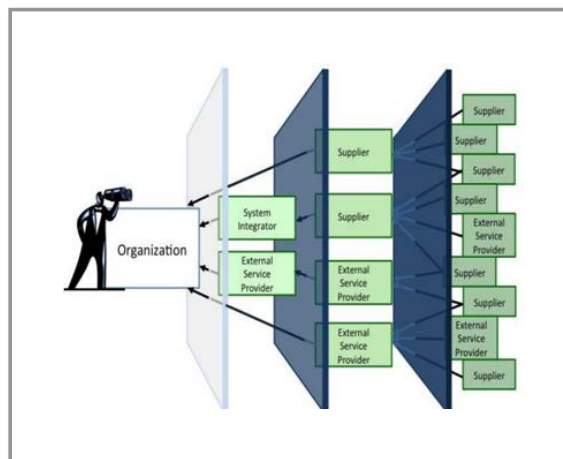 Organization
System
Integrator
External
Service
Provider
Supplier
Supplier
External
Service
Provider
External
Service
Provider
Supplier
Supplier
Supplier
Supplier
External
Service
Provider
Supplier
Supplier
External
Service
Provider
Supplier